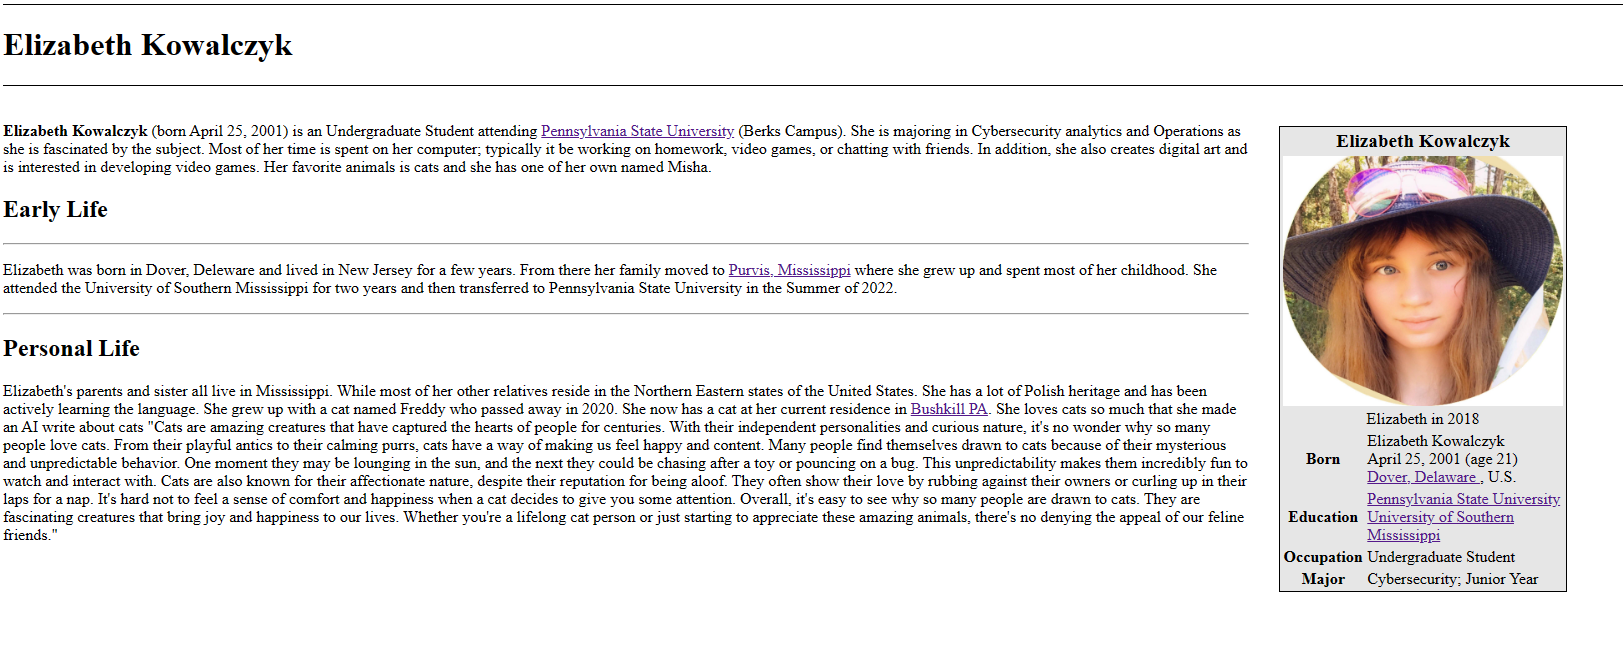 Elizabeth Kowalczyk
Elizabeth Kowalczyk (born April 25, 2001) is an Undergraduate Student attending Pennsylvania State University (Berks Campus). She is majoring in Cybersecurity analytics and Operations as
she is fascinated by the subject. Most of her time is spent on her computer; typically it be working on homework, video games, or chatting with friends. In addition, she also creates digital art and
is interested in developing video games. Her favorite animals is cats and she has one of her own named Misha.
Early Life
Elizabeth was born in Dover, Deleware and lived in New Jersey for a few years. From there her family moved to Purvis, Mississippi where she grew up and spent most of her childhood. She
attended the University of Southern Mississippi for two years and then transferred to Pennsylvania State University in the Summer of 2022.
Personal Life
Elizabeth's parents and sister all live in Mississippi. While most of her other relatives reside in the Northern Eastern states of the United States. She has a lot of Polish heritage and has been
actively learning the language. She grew up with a cat named Freddy who passed away in 2020. She now has a cat at her current residence in Bushkill PA. She loves cats so much that she made
an AI write about cats "Cats are amazing creatures that have captured the hearts of people for centuries. With their independent personalities and curious nature, it's no wonder why so many
people love cats. From their playful antics to their calming purrs, cats have a way of making us feel happy and content. Many people find themselves drawn to cats because of their mysterious
and unpredictable behavior. One moment they may be lounging in the sun, and the next they could be chasing after a toy or pouncing on a bug. This unpredictability makes them incredibly fun to
watch and interact with. Cats are also known for their affectionate nature, despite their reputation for being aloof. They often show their love by rubbing against their owners or curling up in their
laps for a nap. It's hard not to feel a sense of comfort and happiness when a cat decides to give you some attention. Overall, it's easy to see why so many people are drawn to cats. They are
fascinating creatures that bring joy and happiness to our lives. Whether you're a lifelong cat person or just starting to appreciate these amazing animals, there's no denying the appeal of our feline
friends."
Elizabeth Kowalczyk
Elizabeth in 2018
Born
Elizabeth Kowalczyk
April 25, 2001 (age 21)
Dover, Delaware , U.S.
Education
Pennsylvania State University
University of Southern
Mississippi
Occupation Undergraduate Student
Major Cybersecurity; Junior Year